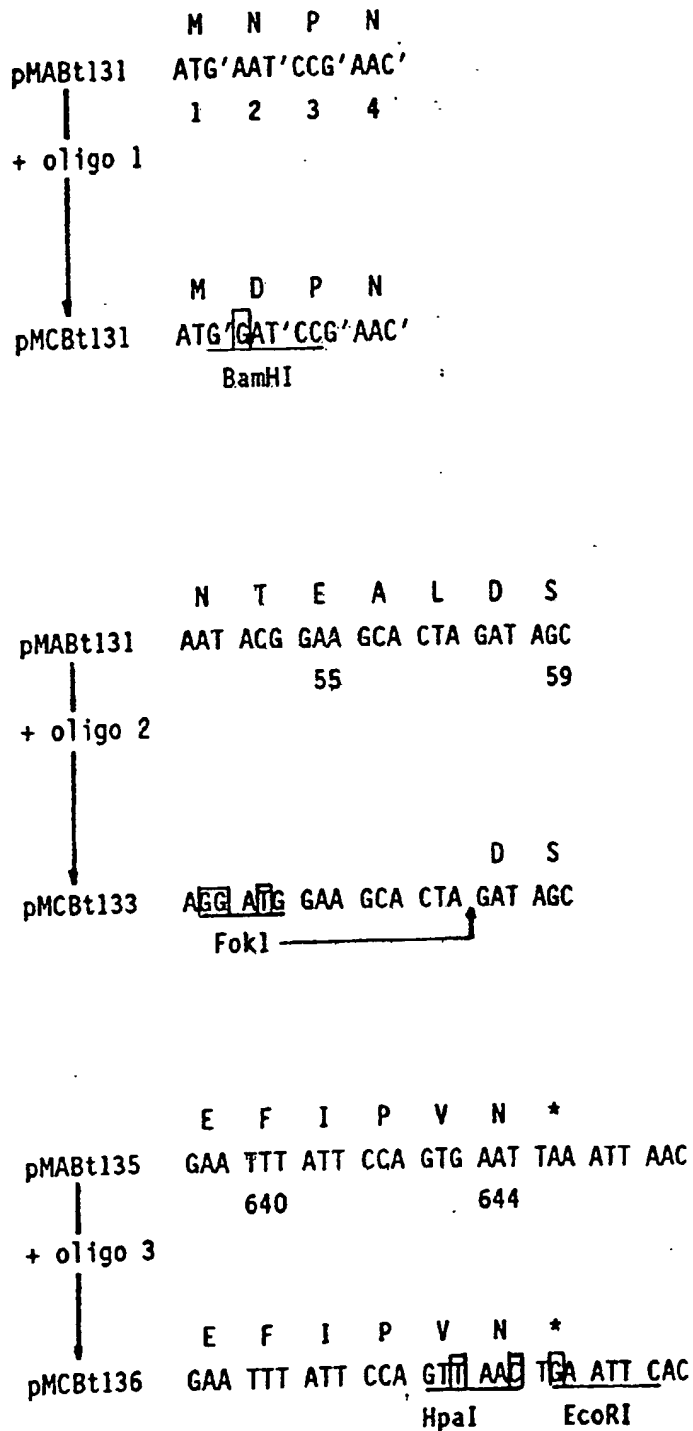 M N P N
pMABt131 ATG'AAT'CCG'AAC'
1 2 3 4
+ oligo 1
M D P N
pMCBt131 ATG'GAT'CCG'AAC'
BamHI
N T E A L D S
pMABt131 AAT ACG GAA GCA CTA GAT AGC
55 59
+ oligo 2
D S
pMCBt133 AGG ATG GAA GCA CTA GAT AGC
FokI
E F I P V N *
pMABt135 GAA TTT ATT CCA GTG AAT TAA ATT AAC
640 644
+ oligo 3
E F I P V N *
pMCBt136 GAA TTT ATT CCA GTT AAC TGA ATT CAC
HpaI EcoRI